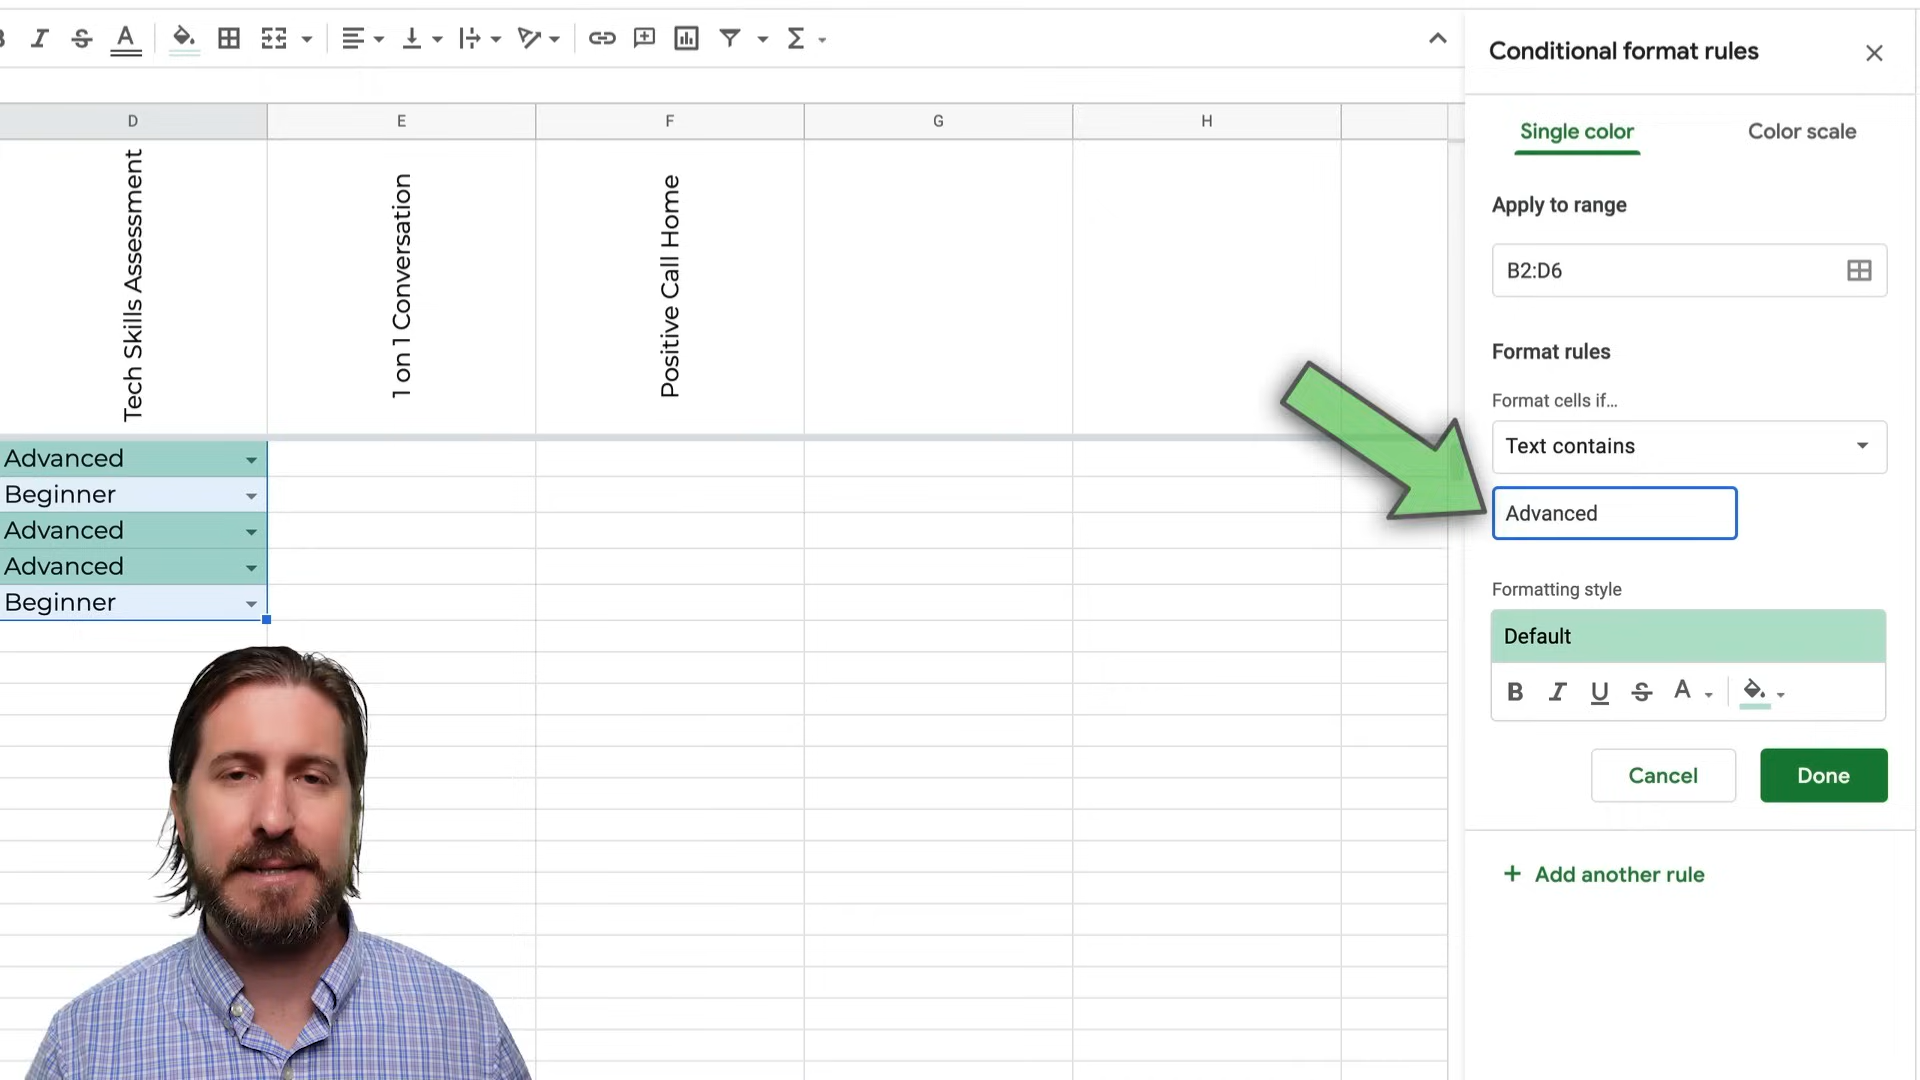 Conditional format rules
D
E
F
G
H
Single color
Color scale
Tech Skills Assessment
1 on 1 Conversation
Positive Call Home
Apply to range
B2:D6
Format rules
Format cells if...
Text contains
Advanced
Advanced
Beginner
Advanced
Advanced
Beginner
Formatting style
Default
B I U S A
Cancel
Done
+ Add another rule